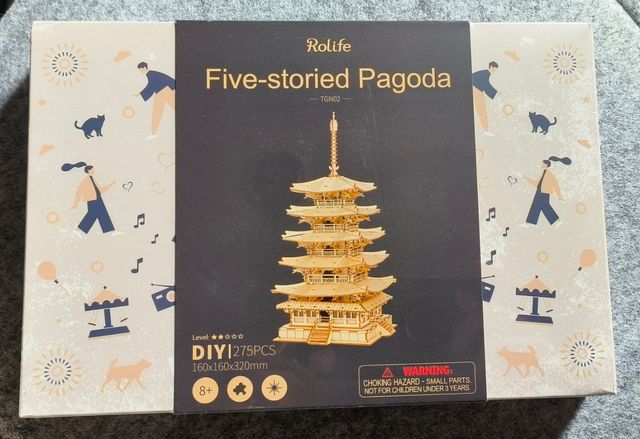 Rolife
Five-storied Pagoda
TGN02
Level ★★☆☆☆
DIY|275PCS
160x160x320mm
8+
WARNING:
CHOKING HAZARD - SMALL PARTS.
NOT FOR CHILDREN UNDER 3 YEARS.